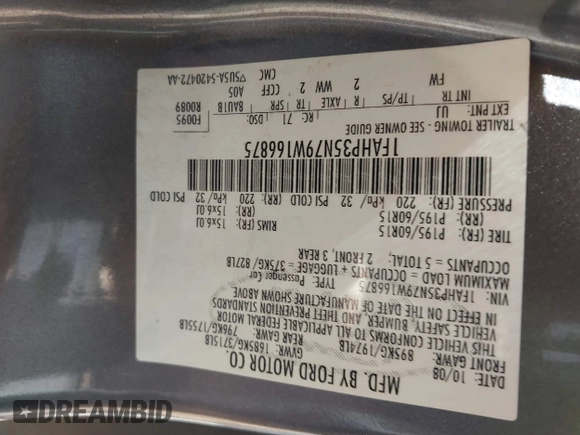 MFD. BY FORD MOTOR CO.
DATE: 10/08
GVWR: 1685KG/3715LB
FRONT GAWR: 895KG/1974LB
REAR GAWR: 796KG/1755LB
THIS VEHICLE CONFORMS TO ALL APPLICABLE FEDERAL MOTOR
VEHICLE SAFETY, BUMPER, AND THEFT PREVENTION STANDARDS
IN EFFECT ON THE DATE OF MANUFACTURE SHOWN ABOVE
VIN: 1FAHP35N79W166875
TYPE: Passenger Car
MAXIMUM LOAD = OCCUPANTS + LUGGAGE = 375KG/827LB
OCCUPANTS = 5 TOTAL: 2 FRONT, 3 REAR
TIRE (FR): P195/60R15 RIMS (FR): 15x6.0J
(RR): P195/60R15 (RR): 15x6.0J
PRESSURE (FR): 220 kPa/ 32 PSI COLD (RR): 220 kPa/ 32 PSI COLD
1FAHP35N79W166875
TRAILER TOWING - SEE OWNER GUIDE
EXT PNT: UJ RC: 71 DSO: F0095 R0089
INT TR TP/PS R AXLE TR SPR BAU1B
FW 2 2 WW CCFF A05
CMC ▽5U5A-5420472-AA
DREAMBID